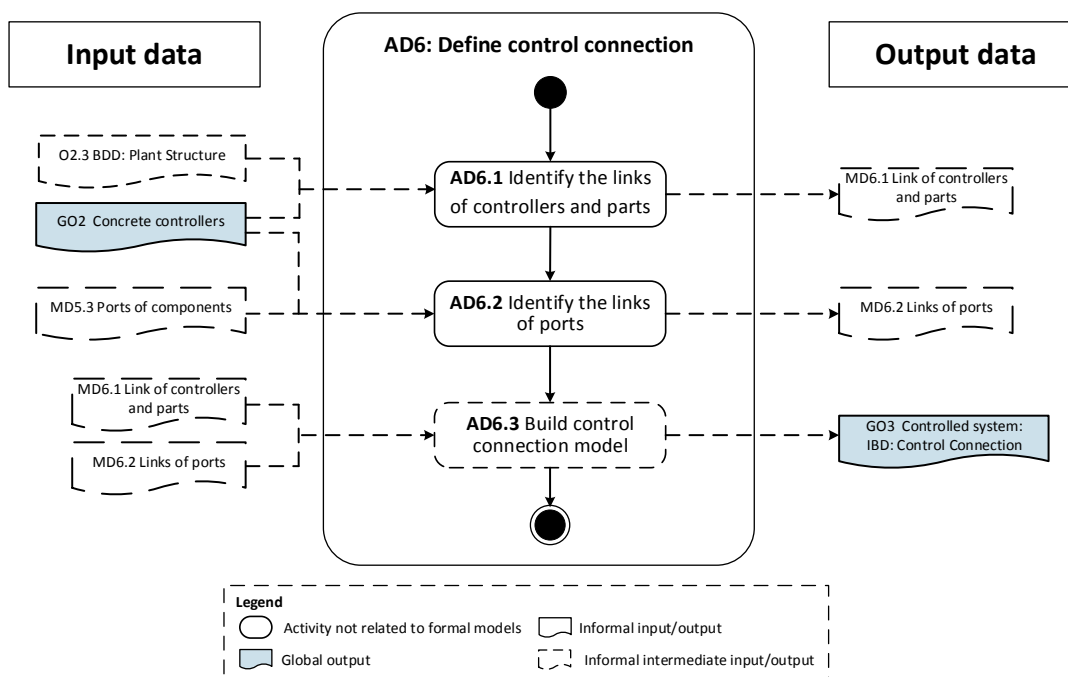 Input data
AD6: Define control connection
Output data
O2.3 BDD: Plant Structure
GO2 Concrete controllers
MD5.3 Ports of components
MD6.1 Link of controllers
and parts
MD6.2 Links of ports
AD6.1 Identify the links
of controllers and parts
AD6.2 Identify the links
of ports
AD6.3 Build control
connection model
MD6.1 Link of controllers
and parts
MD6.2 Links of ports
GO3 Controlled system:
IBD: Control Connection
Legend
Activity not related to formal models
Informal input/output
Global output
Informal intermediate input/output